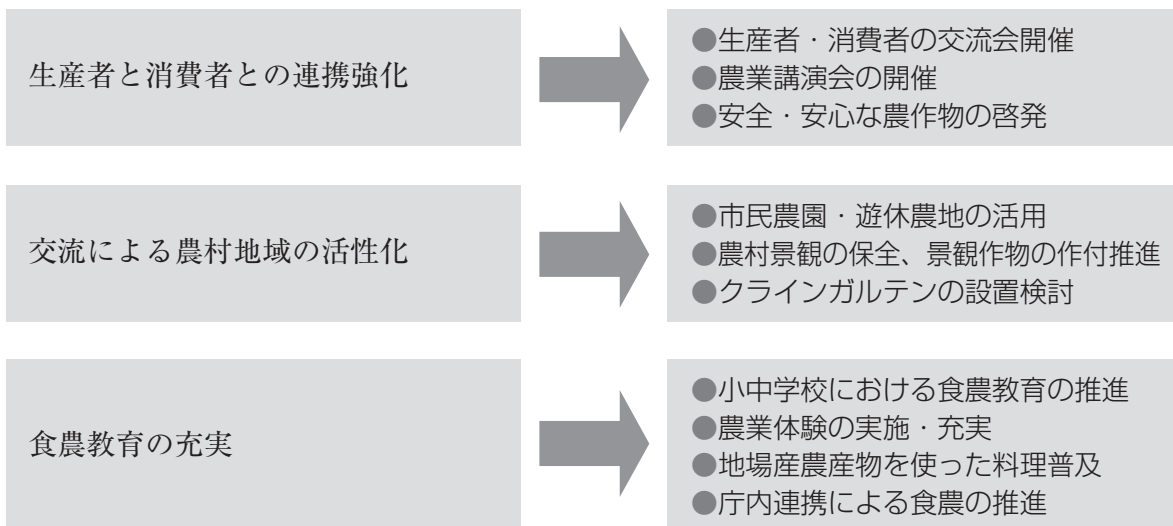 生産者と消費者との連携強化
●生産者・消費者の交流会開催
●農業講演会の開催
●安全・安心な農作物の啓発
交流による農村地域の活性化
●市民農園・遊休農地の活用
●農村景観の保全、景観作物の作付推進
●クラインガルテンの設置検討
食農教育の充実
●小中学校における食農教育の推進
●農業体験の実施・充実
●地場産農産物を使った料理普及
●庁内連携による食農の推進